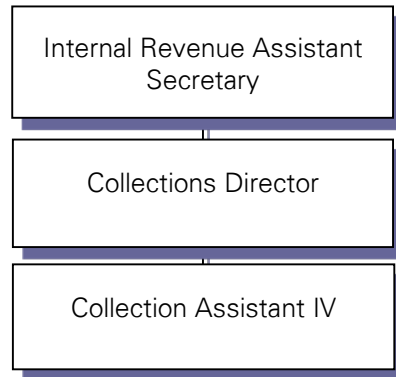 Internal Revenue Assistant
Secretary
Collections Director
Collection Assistant IV